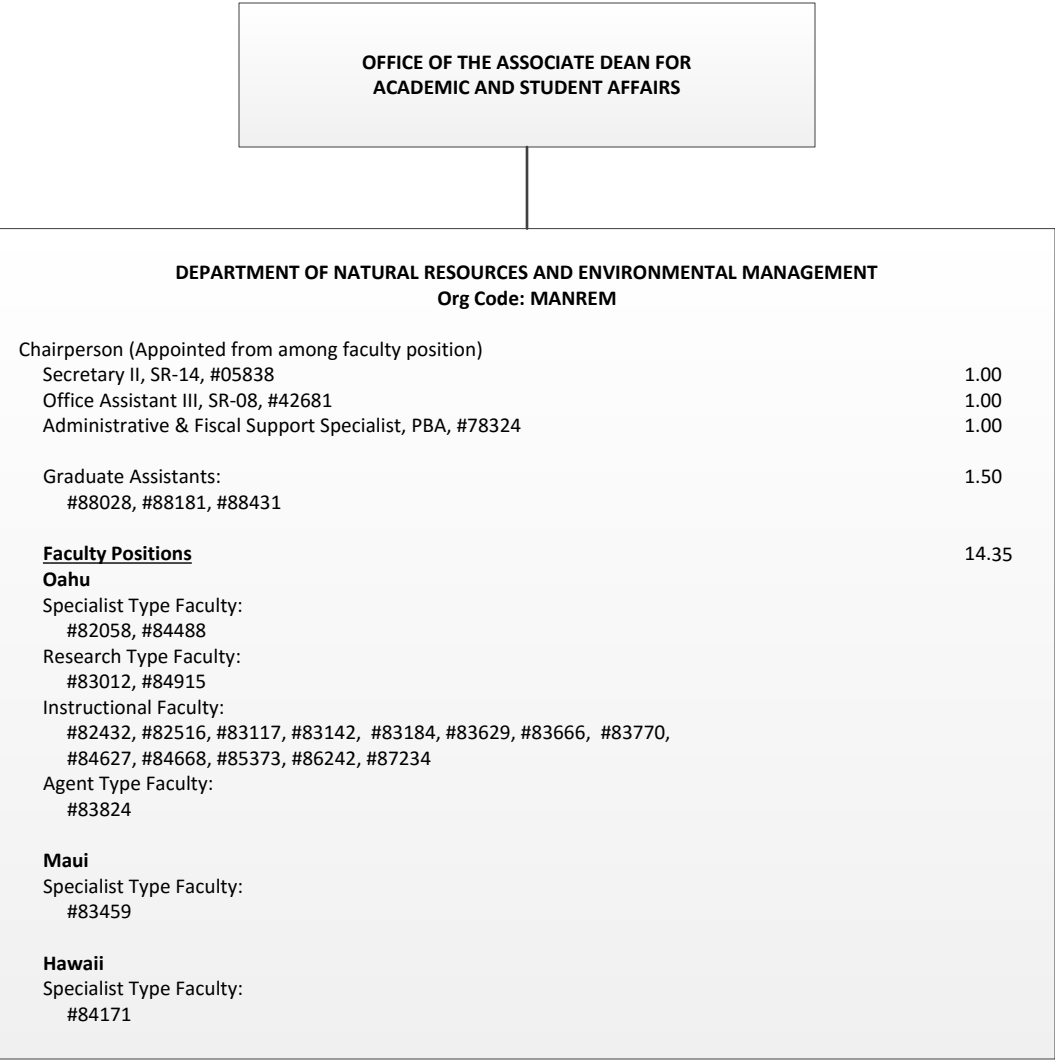 OFFICE OF THE ASSOCIATE DEAN FOR
ACADEMIC AND STUDENT AFFAIRS
DEPARTMENT OF NATURAL RESOURCES AND ENVIRONMENTAL MANAGEMENT
Org Code: MANREM
Chairperson (Appointed from among faculty position)
Secretary II, SR-14, #05838 1.00
Office Assistant III, SR-08, #42681 1.00
Administrative & Fiscal Support Specialist, PBA, #78324 1.00
Graduate Assistants: 1.50
#88028, #88181, #88431
Faculty Positions 14.35
Oahu
Specialist Type Faculty:
#82058, #84488
Research Type Faculty:
#83012, #84915
Instructional Faculty:
#82432, #82516, #83117, #83142, #83184, #83629, #83666, #83770,
#84627, #84668, #85373, #86242, #87234
Agent Type Faculty:
#83824
Maui
Specialist Type Faculty:
#83459
Hawaii
Specialist Type Faculty:
#84171